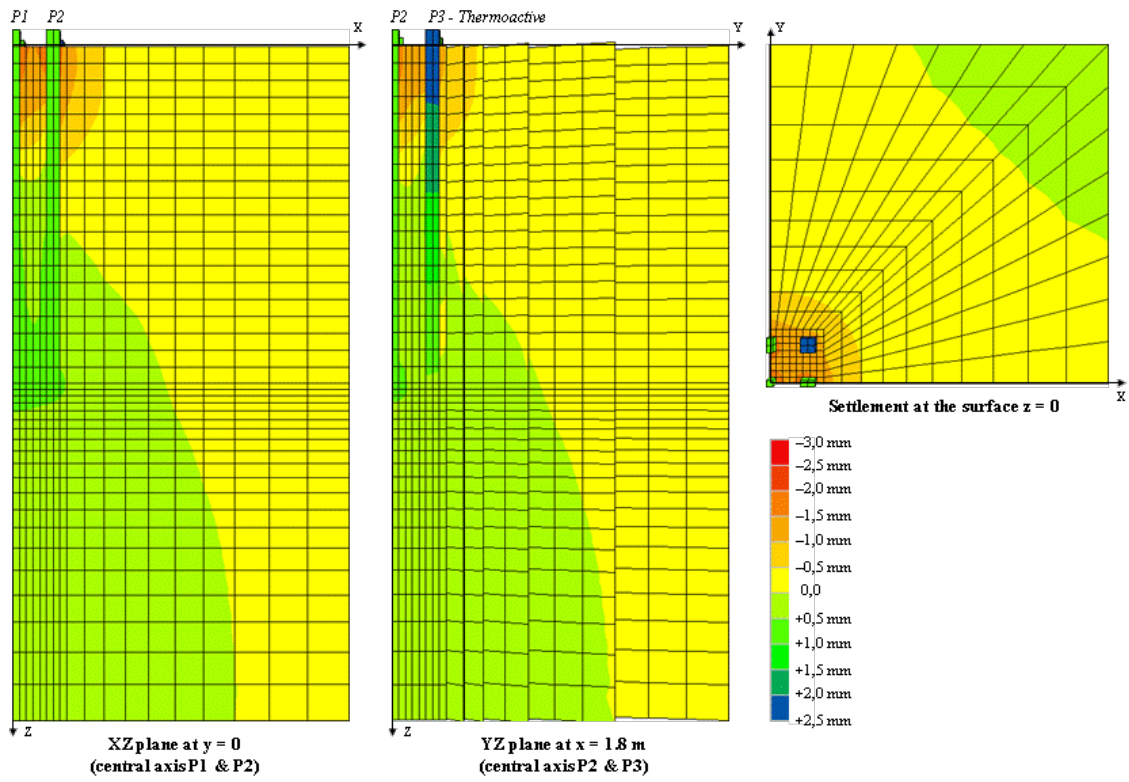 P1 P2
X
Z
XZ plane at y = 0
(central axis P1 & P2)
P2 P3 - Thermoactive
Y
Z
YZ plane at x = 1.8 m
(central axis P2 & P3)
Y
X
Settlement at the surface z = 0
−3,0 mm
−2,5 mm
−2,0 mm
−1,5 mm
−1,0 mm
−0,5 mm
0,0
+0,5 mm
+1,0 mm
+1,5 mm
+2,0 mm
+2,5 mm